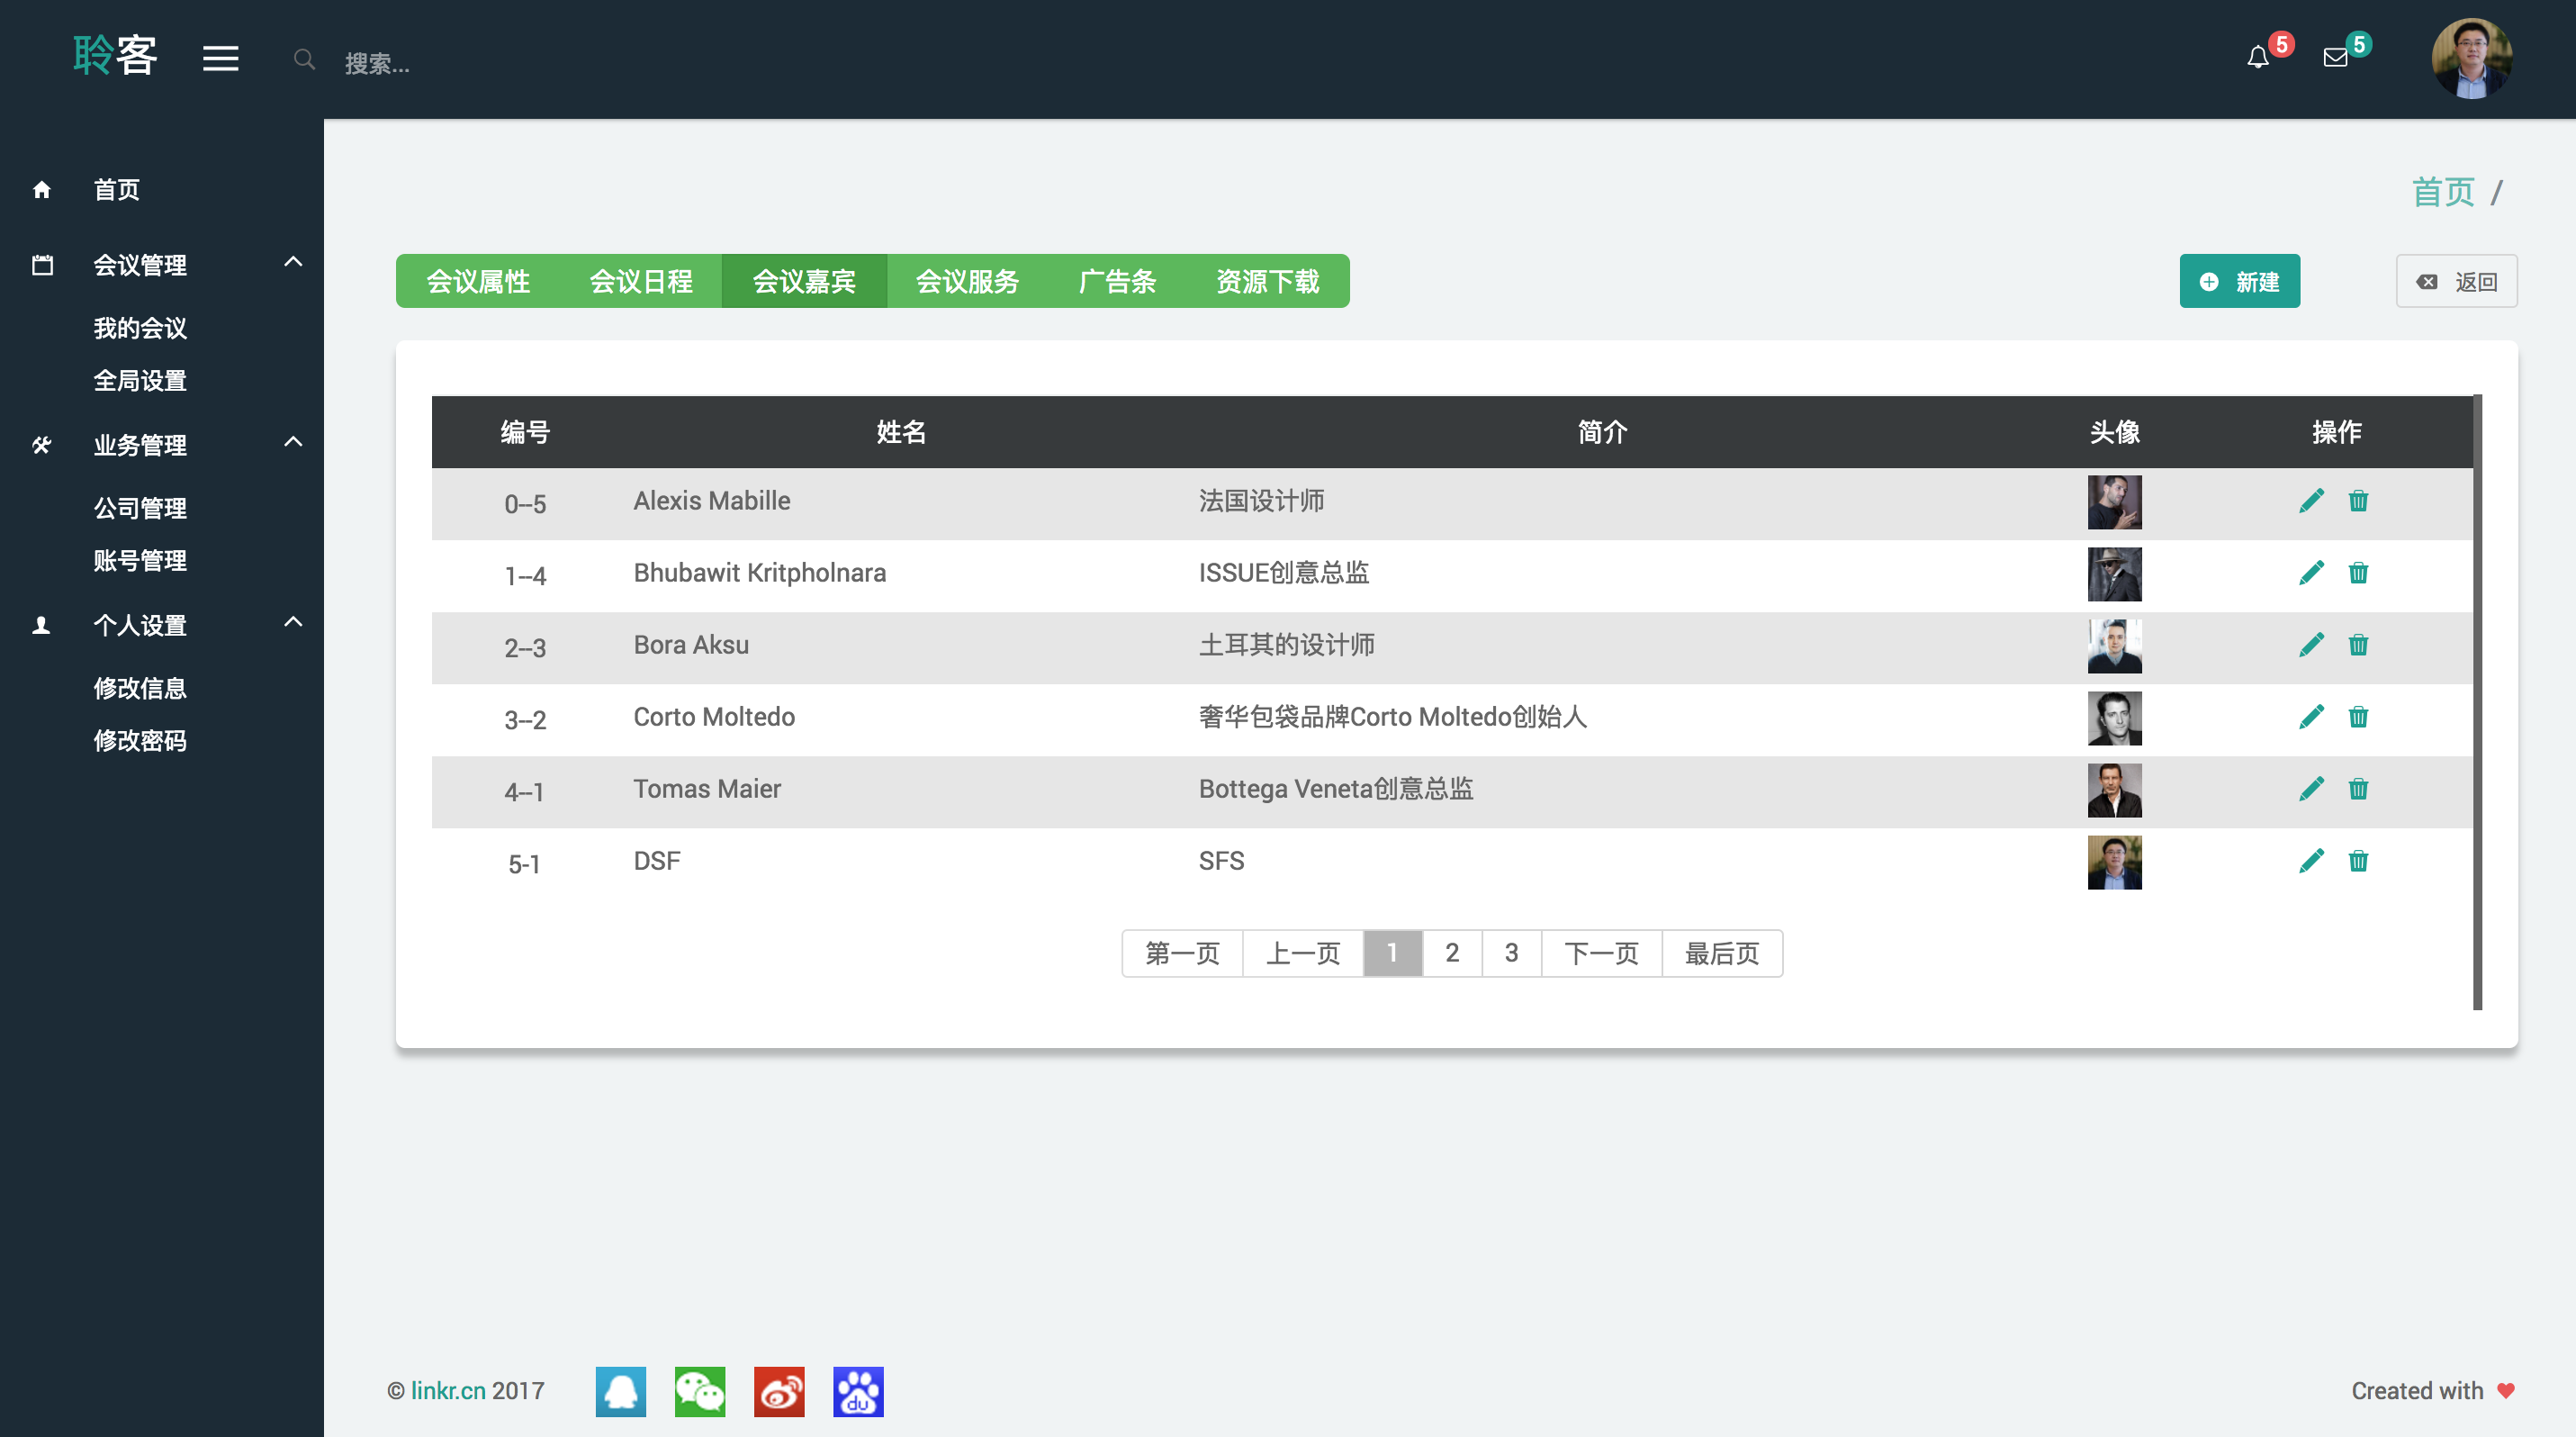 聆客
搜索...
5
5
首页
会议管理
我的会议
全局设置
业务管理
公司管理
账号管理
个人设置
修改信息
修改密码
首页 /
会议属性 会议日程 会议嘉宾 会议服务 广告条 资源下载
新建
返回
编号 姓名 简介 头像 操作
0--5 Alexis Mabille 法国设计师
1--4 Bhubawit Kritpholnara ISSUE创意总监
2--3 Bora Aksu 土耳其的设计师
3--2 Corto Moltedo 奢华包袋品牌Corto Moltedo创始人
4--1 Tomas Maier Bottega Veneta创意总监
5-1 DSF SFS
第一页 上一页 1 2 3 下一页 最后页
© linkr.cn 2017
du
Created with